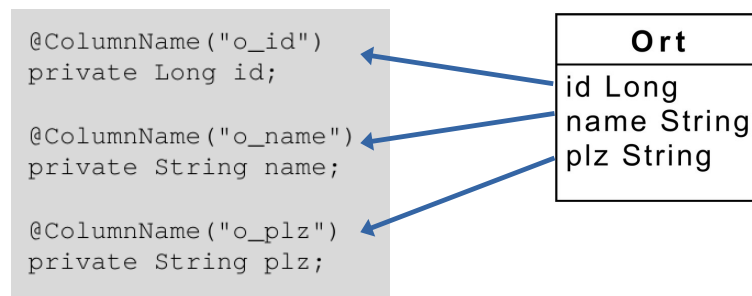 @ColumnName("o_id")
private Long id;
@ColumnName("o_name")
private String name;
@ColumnName("o_plz")
private String plz;
Ort
id Long
name String
plz String